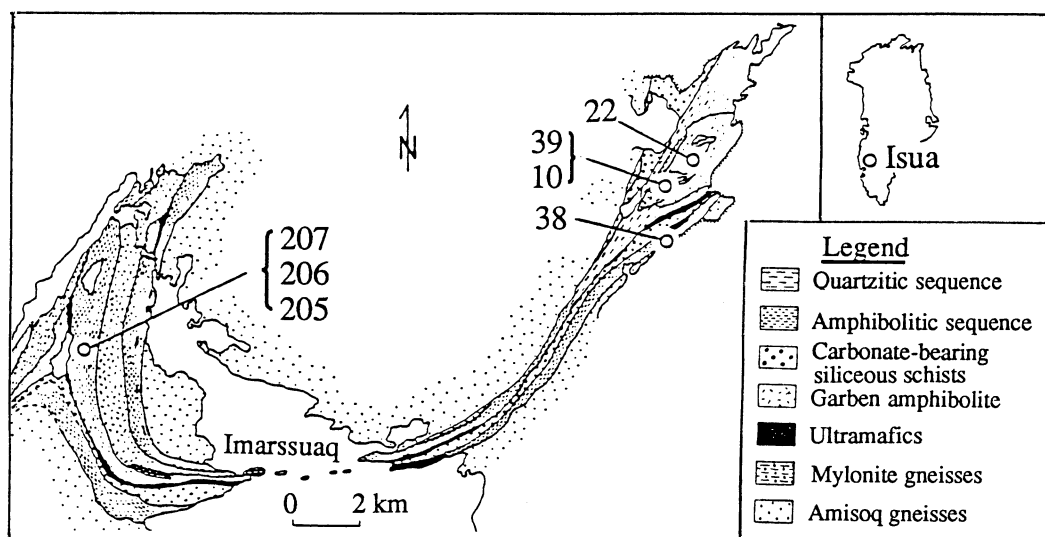 22
39
10
38
207
206
205
N
Imarssuaq
0 2 km
Isua
Legend
Quartzitic sequence
Amphibolitic sequence
Carbonate-bearing
siliceous schists
Garben amphibolite
Ultramafics
Mylonite gneisses
Amisoq gneisses